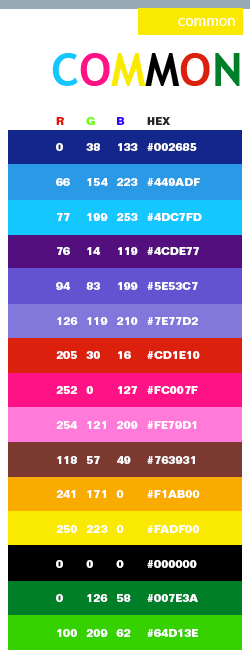 common
COMMON
R G B HEX
0 38 133 #002685
66 154 223 #449ADF
77 199 253 #4DC7FD
76 14 119 #4CDE77
94 83 199 #5E53C7
126 119 210 #7E77D2
205 30 16 #CD1E10
252 0 127 #FC007F
254 121 209 #FE79D1
118 57 49 #763931
241 171 0 #F1AB00
250 223 0 #FADF00
0 0 0 #000000
0 126 58 #007E3A
100 209 62 #64D13E